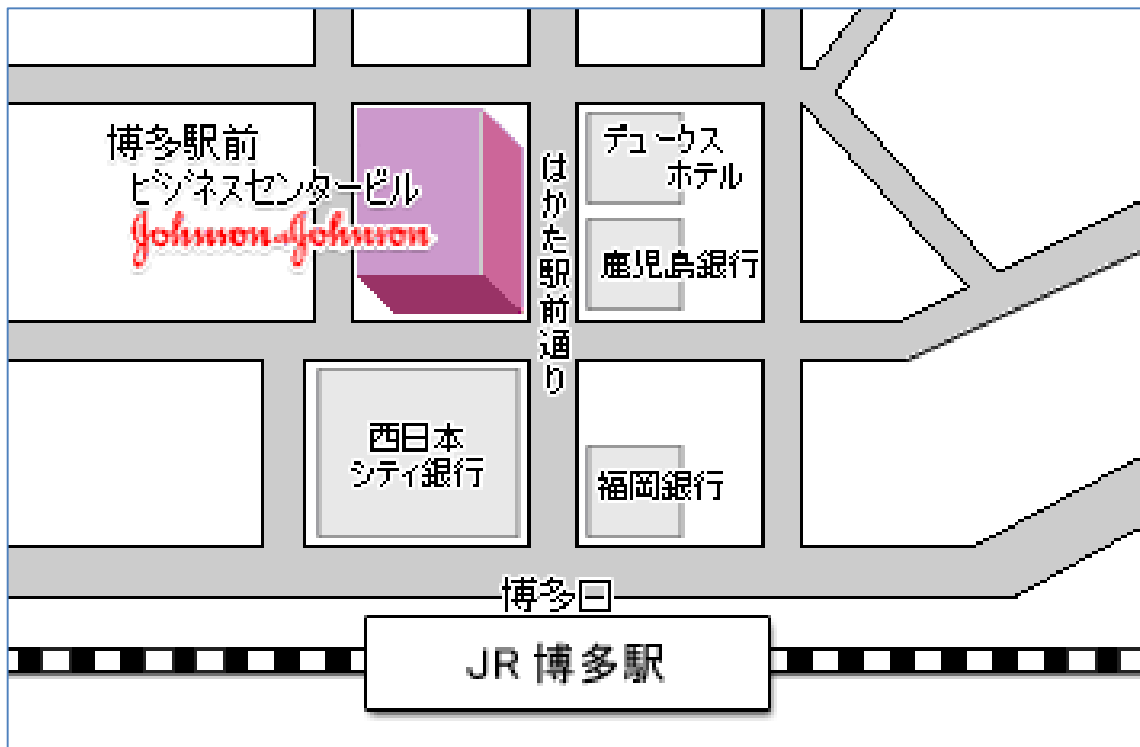 博多駅前
ビジネスセンタービル
Johnson&Johnson
はかた駅前通り
デュークス
ホテル
鹿児島銀行
西日本
シティ銀行
福岡銀行
博多口
JR 博多駅